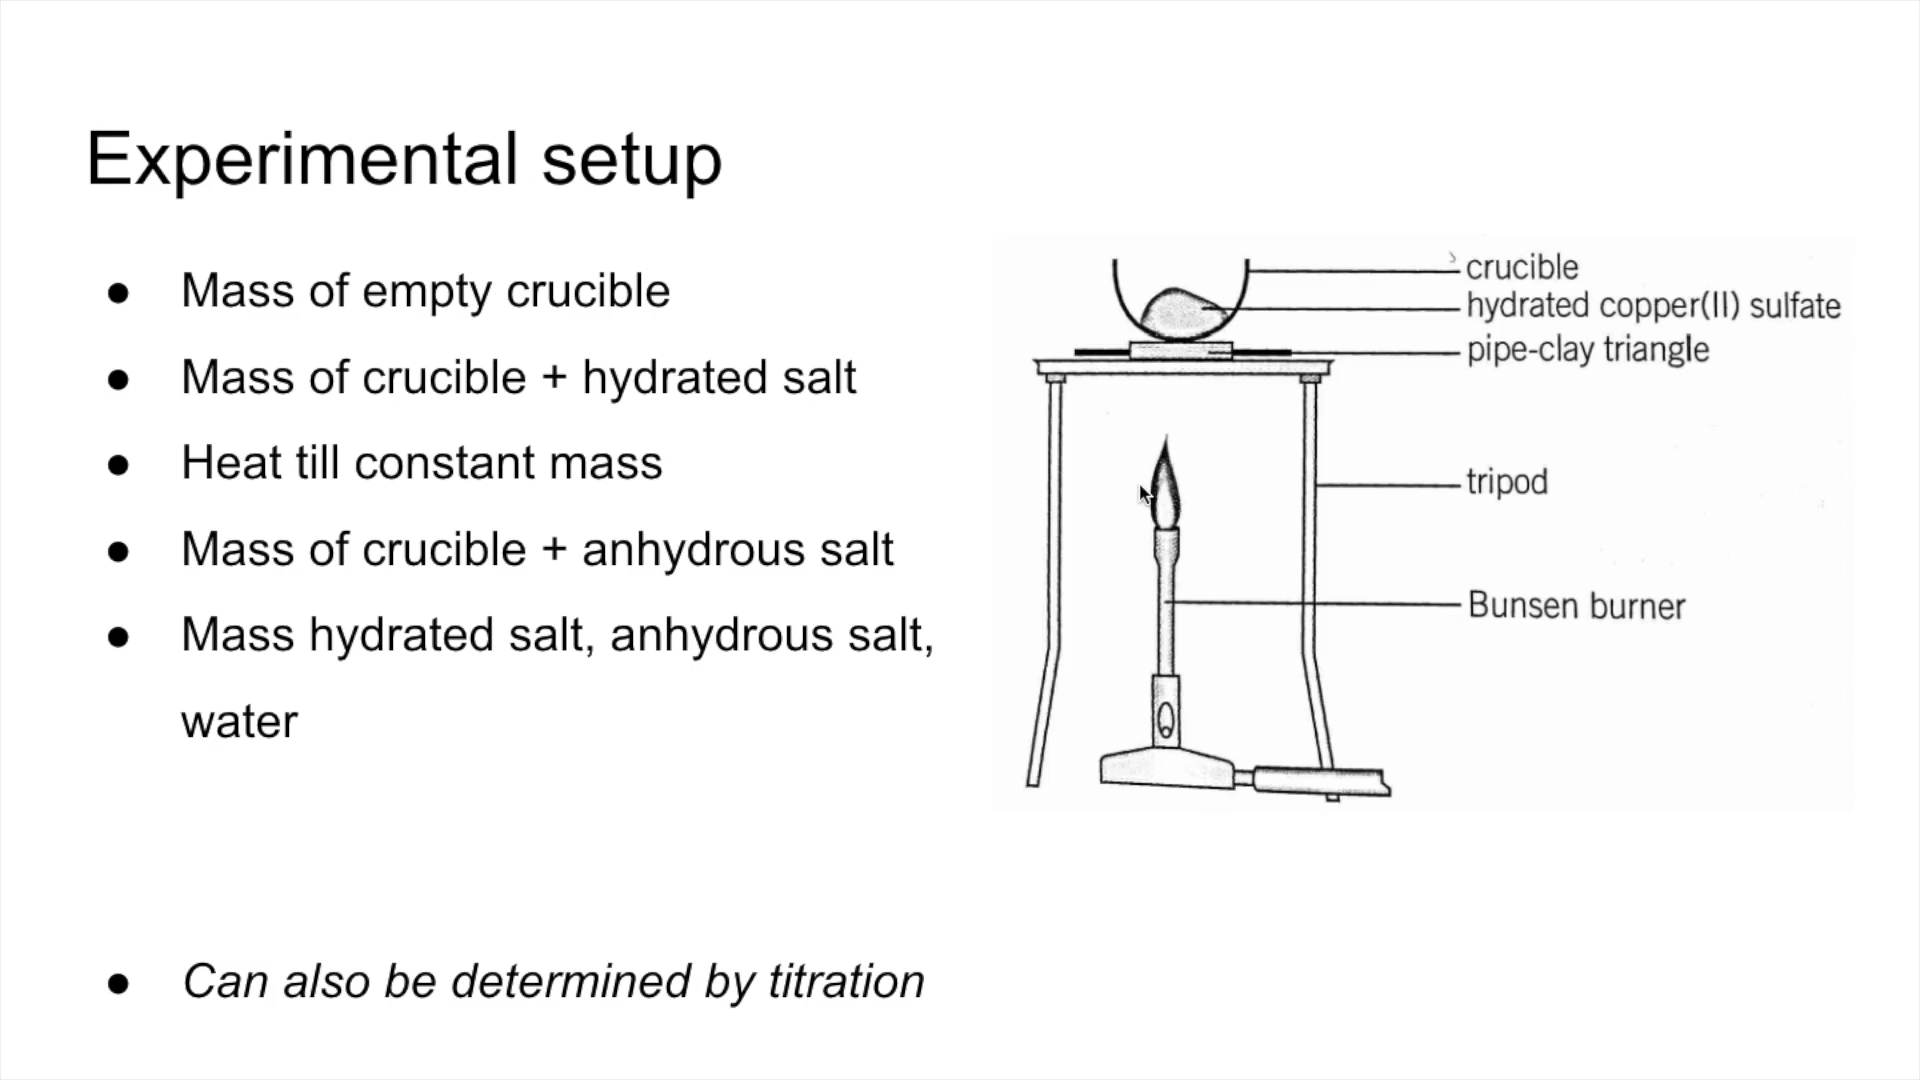 Experimental setup
● Mass of empty crucible
● Mass of crucible + hydrated salt
● Heat till constant mass
● Mass of crucible + anhydrous salt
● Mass hydrated salt, anhydrous salt,
water
● Can also be determined by titration
crucible
hydrated copper(II) sulfate
pipe-clay triangle
tripod
Bunsen burner